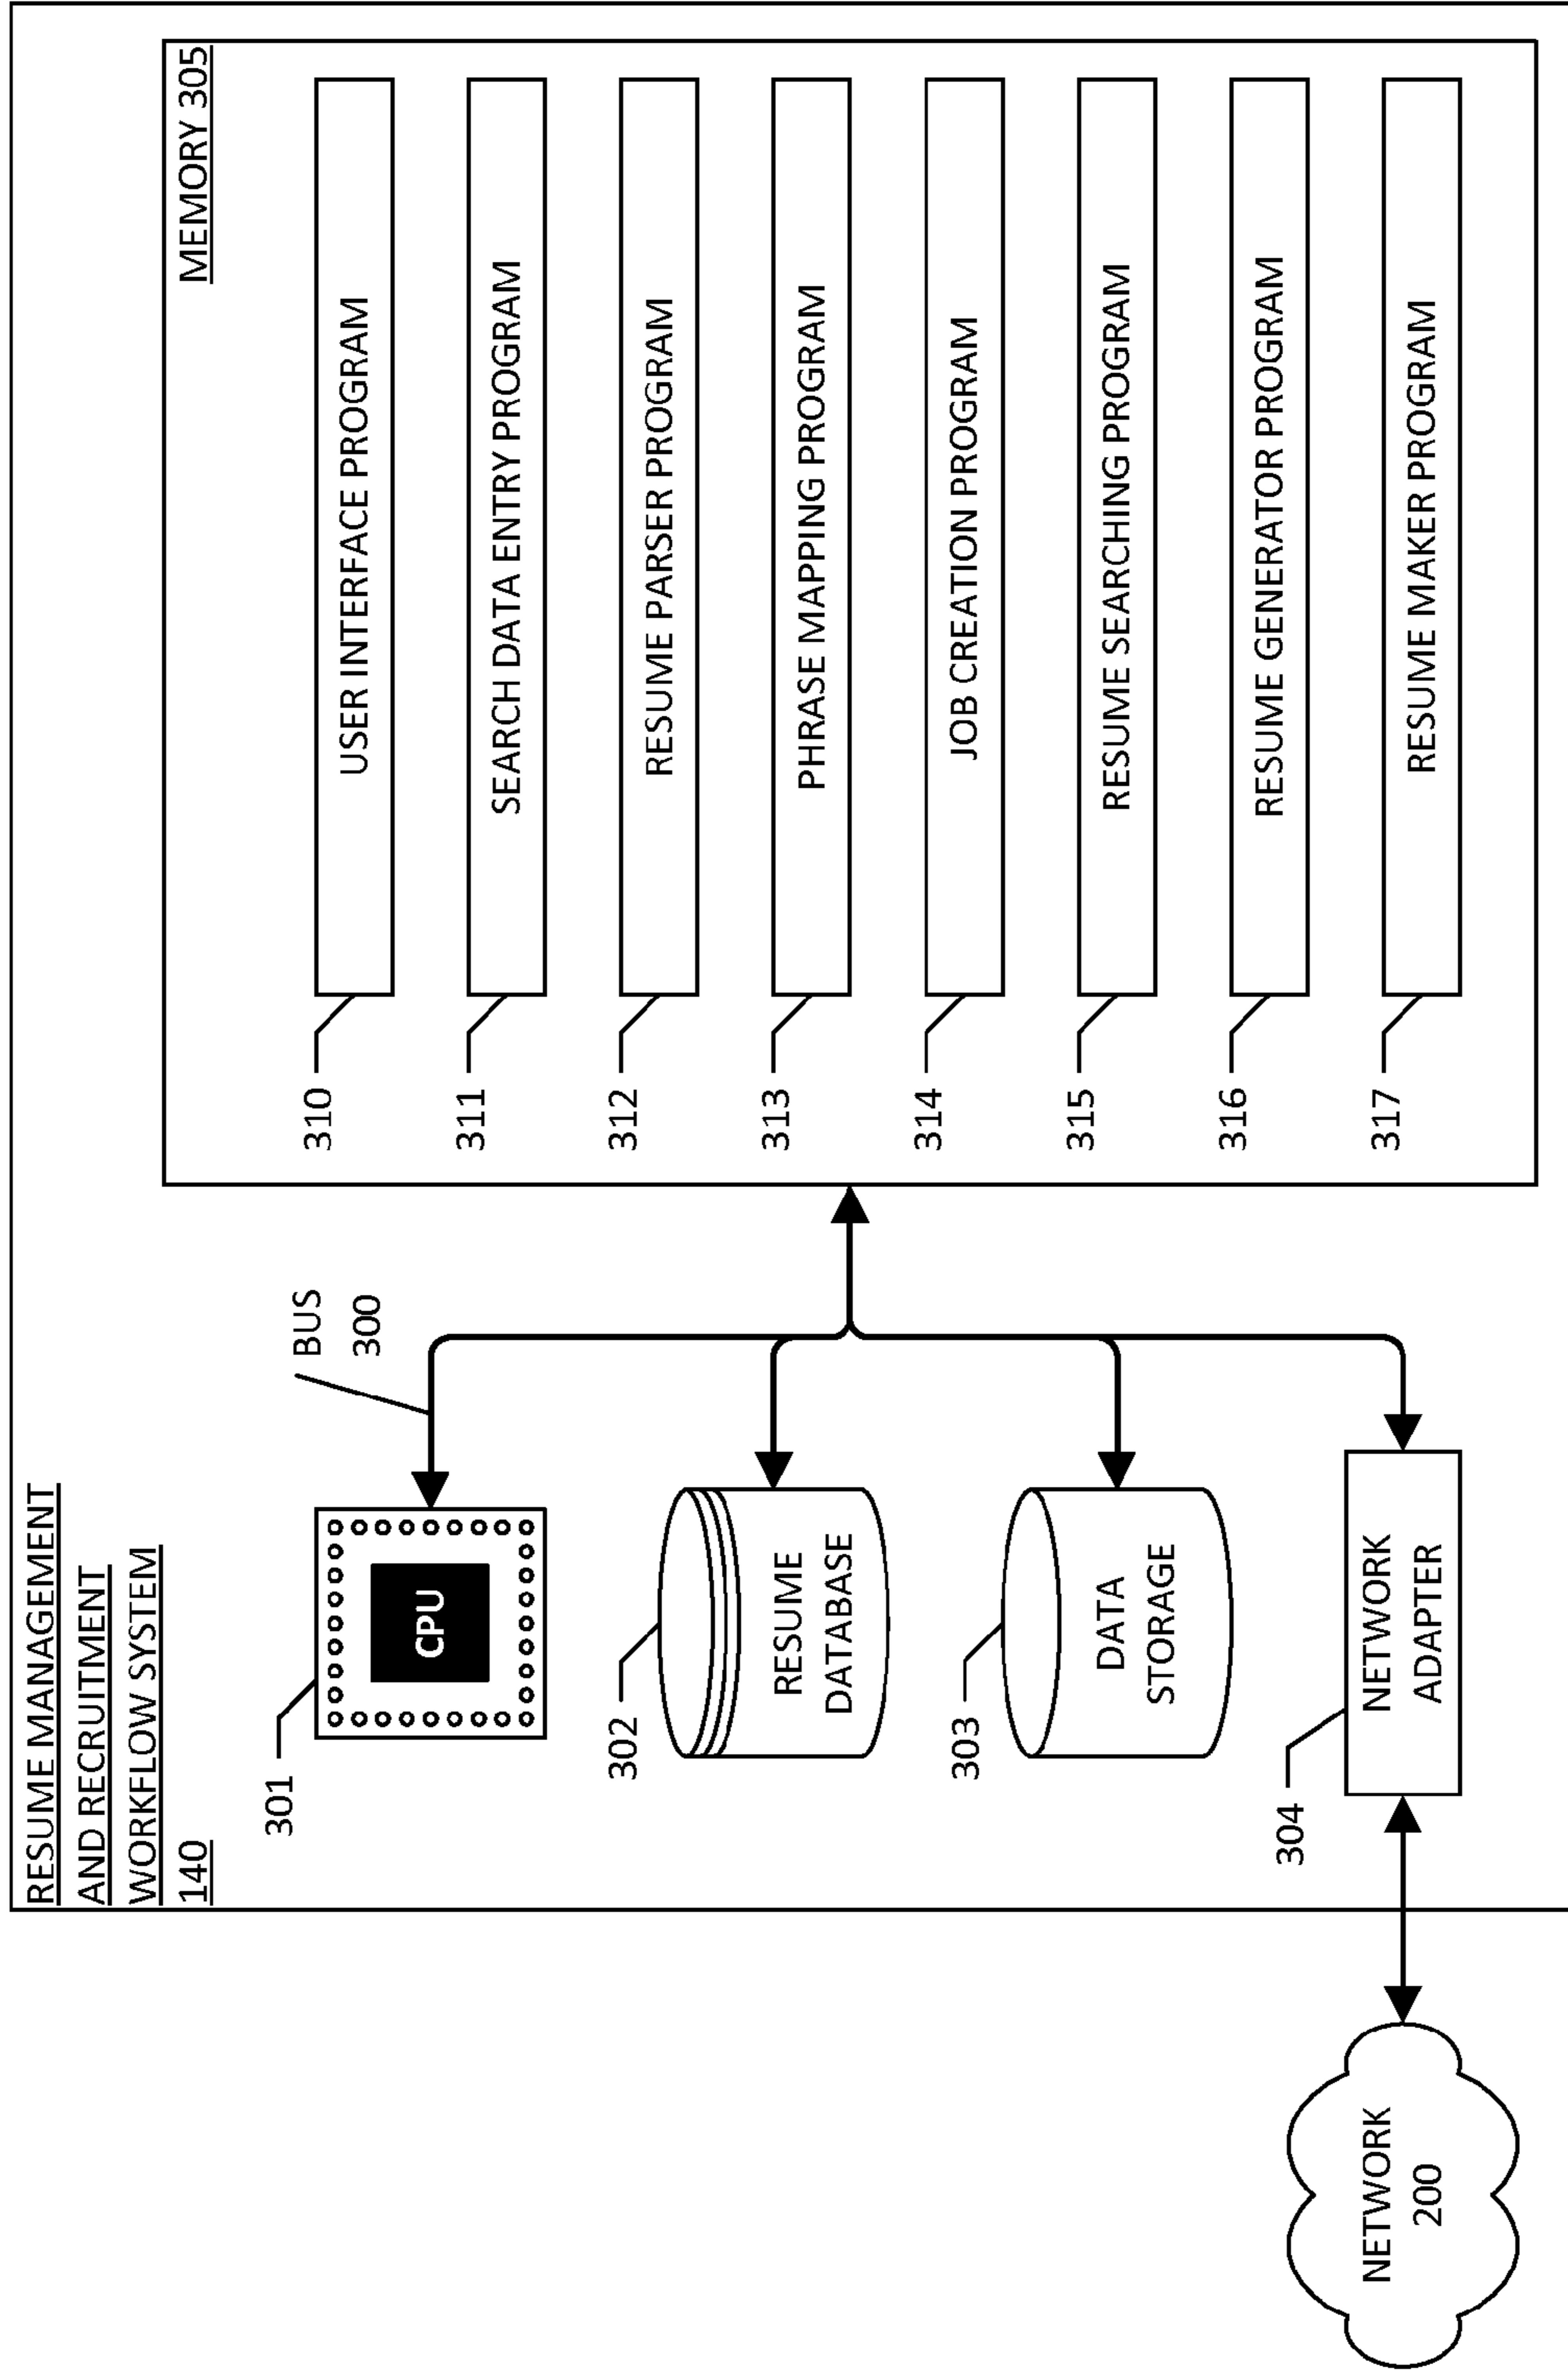 RESUME MANAGEMENT
AND RECRUITMENT
WORKFLOW SYSTEM
140
MEMORY 305
301
CPU
BUS
300
302
RESUME
DATABASE
303
DATA
STORAGE
304
NETWORK
ADAPTER
NETWORK
200
310
USER INTERFACE PROGRAM
311
SEARCH DATA ENTRY PROGRAM
312
RESUME PARSER PROGRAM
313
PHRASE MAPPING PROGRAM
314
JOB CREATION PROGRAM
315
RESUME SEARCHING PROGRAM
316
RESUME GENERATOR PROGRAM
317
RESUME MAKER PROGRAM